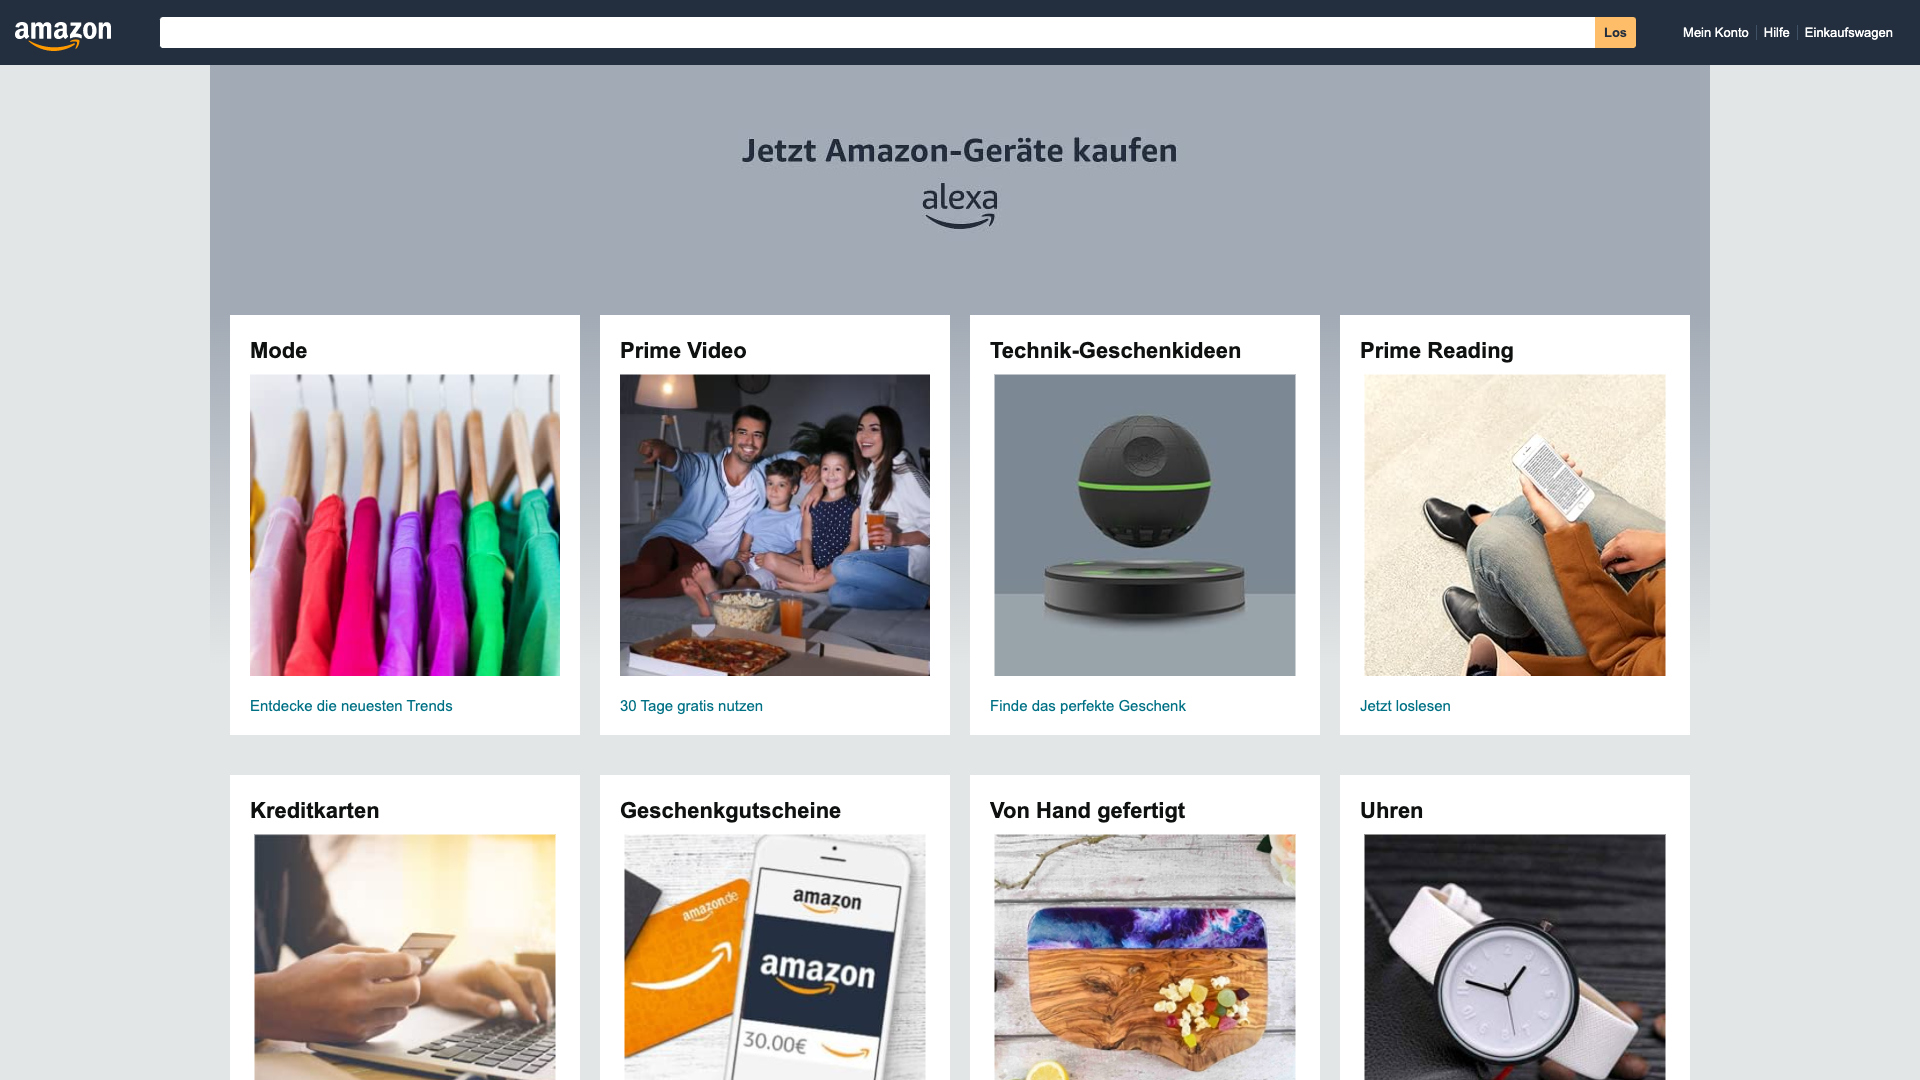 amazon
Los
Mein Konto
Hilfe
Einkaufswagen
Jetzt Amazon-Geräte kaufen
alexa
Mode
Prime Video
Technik-Geschenkideen
Prime Reading
Entdecke die neuesten Trends
30 Tage gratis nutzen
Finde das perfekte Geschenk
Jetzt loslesen
Kreditkarten
Geschenkgutscheine
Von Hand gefertigt
Uhren
amazon.de
amazon
amazon
30.00€